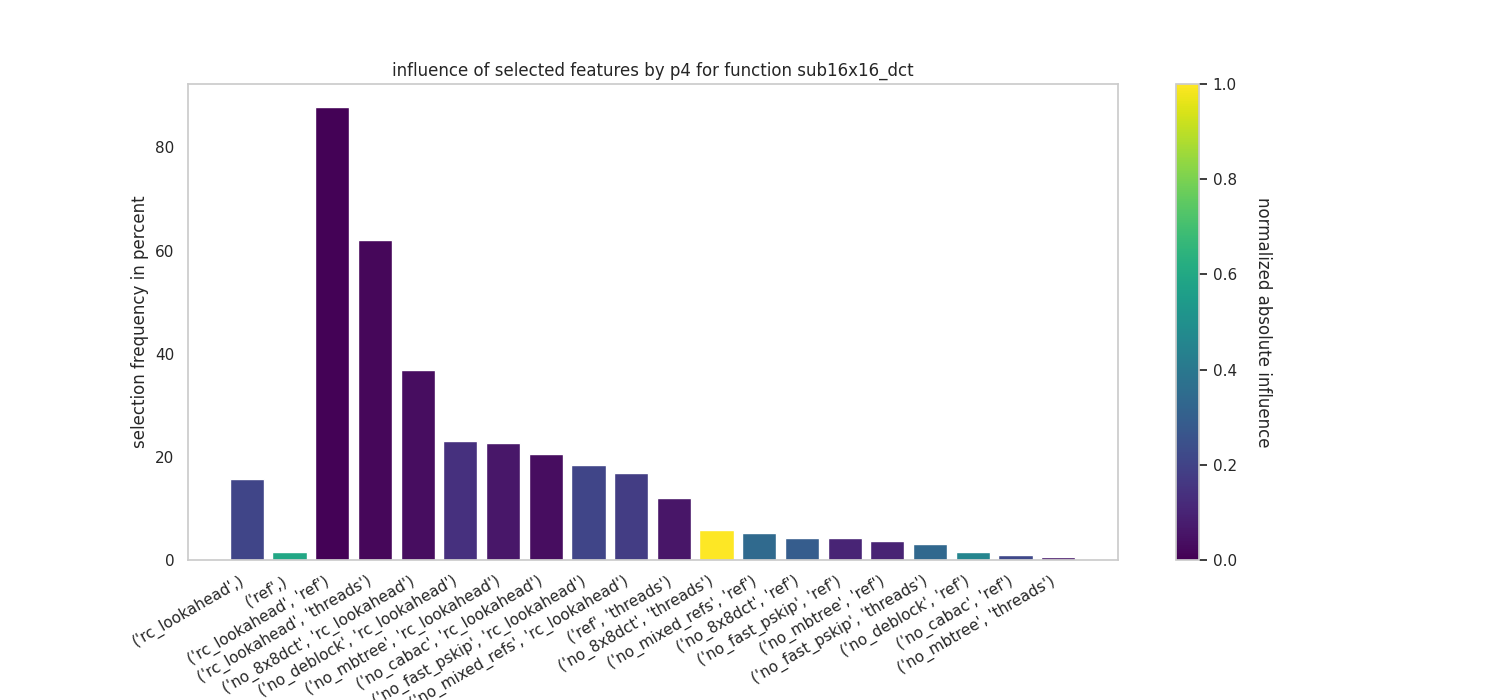 influence of selected features by p4 for function sub16x16_dct
selection frequency in percent
80
60
40
20
0
('rc_lookahead',)
('ref',)
('rc_lookahead', 'ref')
('rc_lookahead', 'threads')
('no_8x8dct', 'rc_lookahead')
('no_deblock', 'rc_lookahead')
('no_mbtree', 'rc_lookahead')
('no_cabac', 'rc_lookahead')
('no_fast_pskip', 'rc_lookahead')
'no_mixed_refs', 'rc_lookahead')
('ref', 'threads')
('no_8x8dct', 'threads')
('no_mixed_refs', 'ref')
('no_8x8dct', 'ref')
('no_fast_pskip', 'ref')
('no_mbtree', 'ref')
('no_fast_pskip', 'threads')
('no_deblock', 'ref')
('no_cabac', 'ref')
('no_mbtree', 'threads')
1.0
0.8
0.6
0.4
0.2
0.0
normalized absolute influence